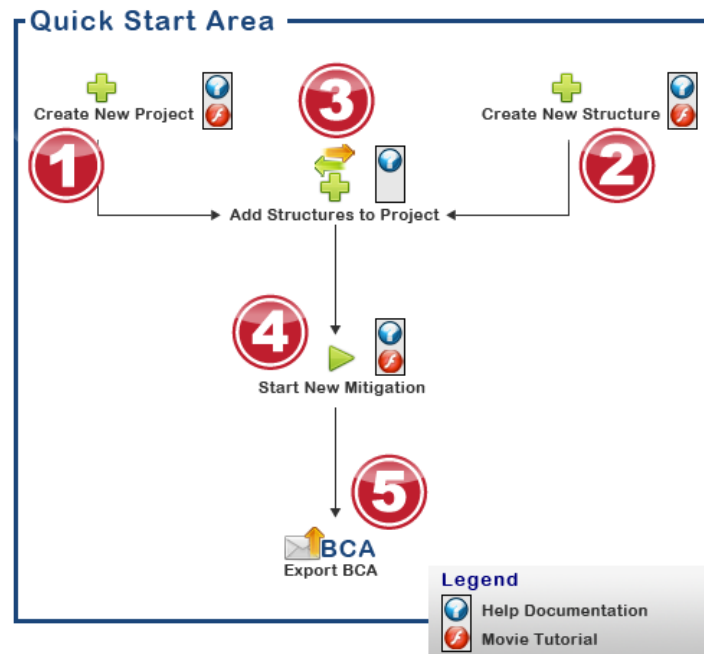 Quick Start Area
Create New Project
Create New Structure
1
2
3
Add Structures to Project
4
Start New Mitigation
5
BCA
Export BCA
Legend
Help Documentation
Movie Tutorial